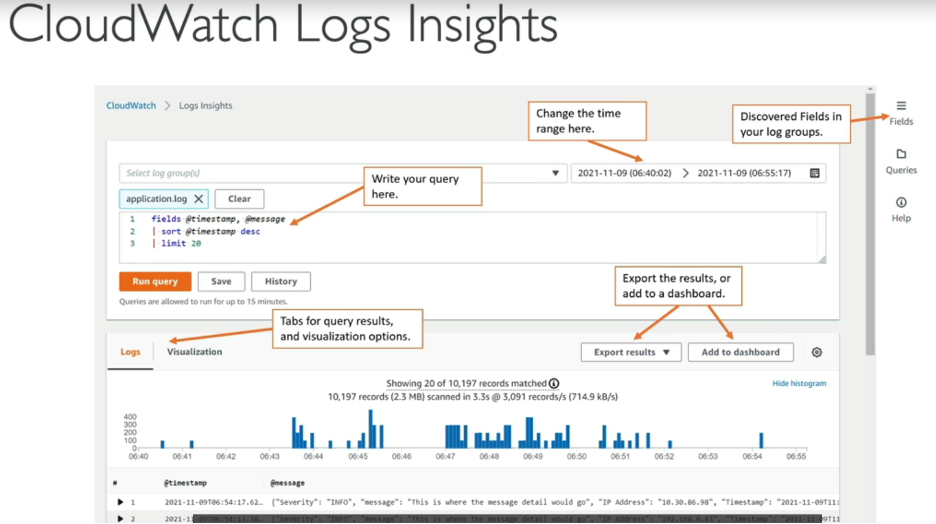 CloudWatch Logs Insights
CloudWatch > Logs Insights
Change the time
range here.
Discovered Fields in
your log groups.
Fields
Select log group(s)
2021-11-09 (06:40:02) > 2021-11-09 (06:55:17)
Queries
Write your query
here.
application.log Clear
Help
1 fields @timestamp, @message
2 | sort @timestamp desc
3 | limit 20
Run query Save History
Export the results, or
add to a dashboard.
Queries are allowed to run for up to 15 minutes.
Tabs for query results,
and visualization options.
Logs Visualization Export results Add to dashboard
Showing 20 of 10,197 records matched
Hide histogram
10,197 records (2.3 MB) scanned in 3.3s @ 3,091 records/s (714.9 kB/s)
400
300
200
100
0
06:40 06:41 06:42 06:43 06:44 06:45 06:46 06:47 06:48 06:49 06:50 06:51 06:52 06:53 06:54 06:55
# @timestamp @message
1 2021-11-09T06:54:17.62... {"Severity": "INFO", "message": "This is where the message detail would go", "IP Address": "10.30.86.98", "Timestamp": "2021-11-09T11:
2